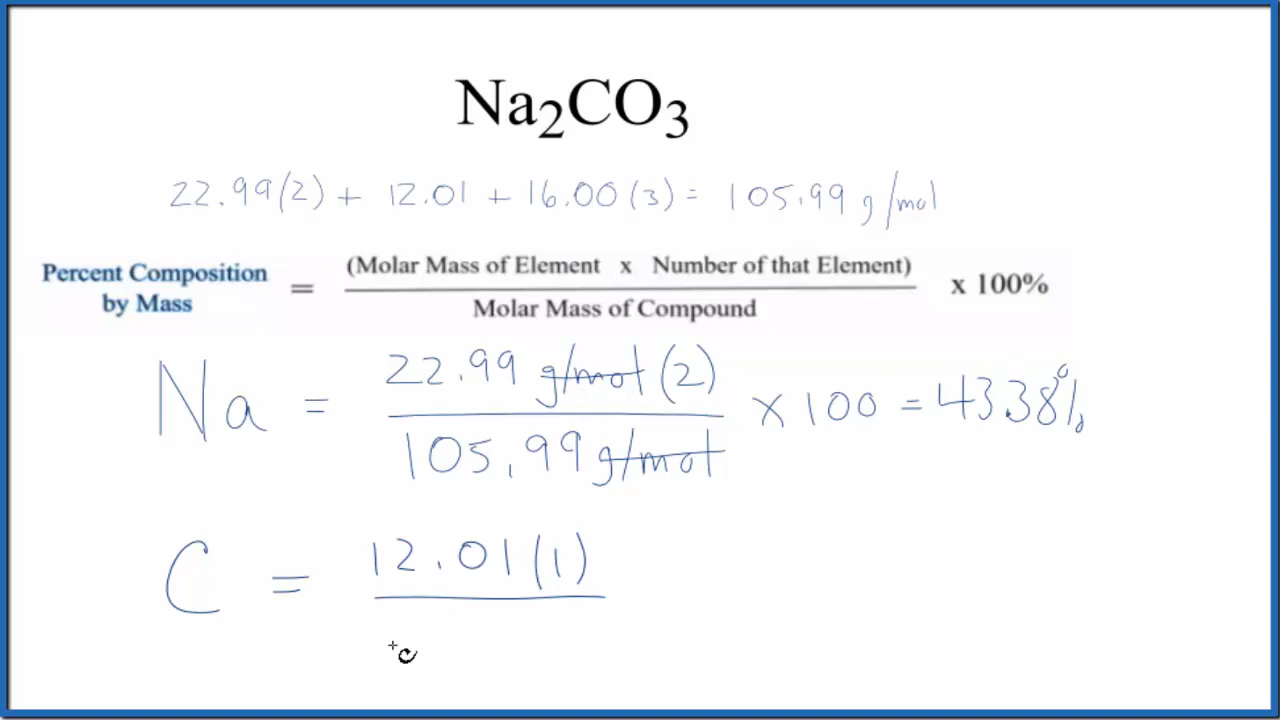 Na₂CO₃
22.99(2) + 12.01 + 16.00(3) = 105.99 g/mol
Percent Composition by Mass = (Molar Mass of Element x Number of that Element) / Molar Mass of Compound x 100%
Na = 22.99 g/mol (2) / 105.99 g/mol x 100 = 43.38%
C = 12.01(1)